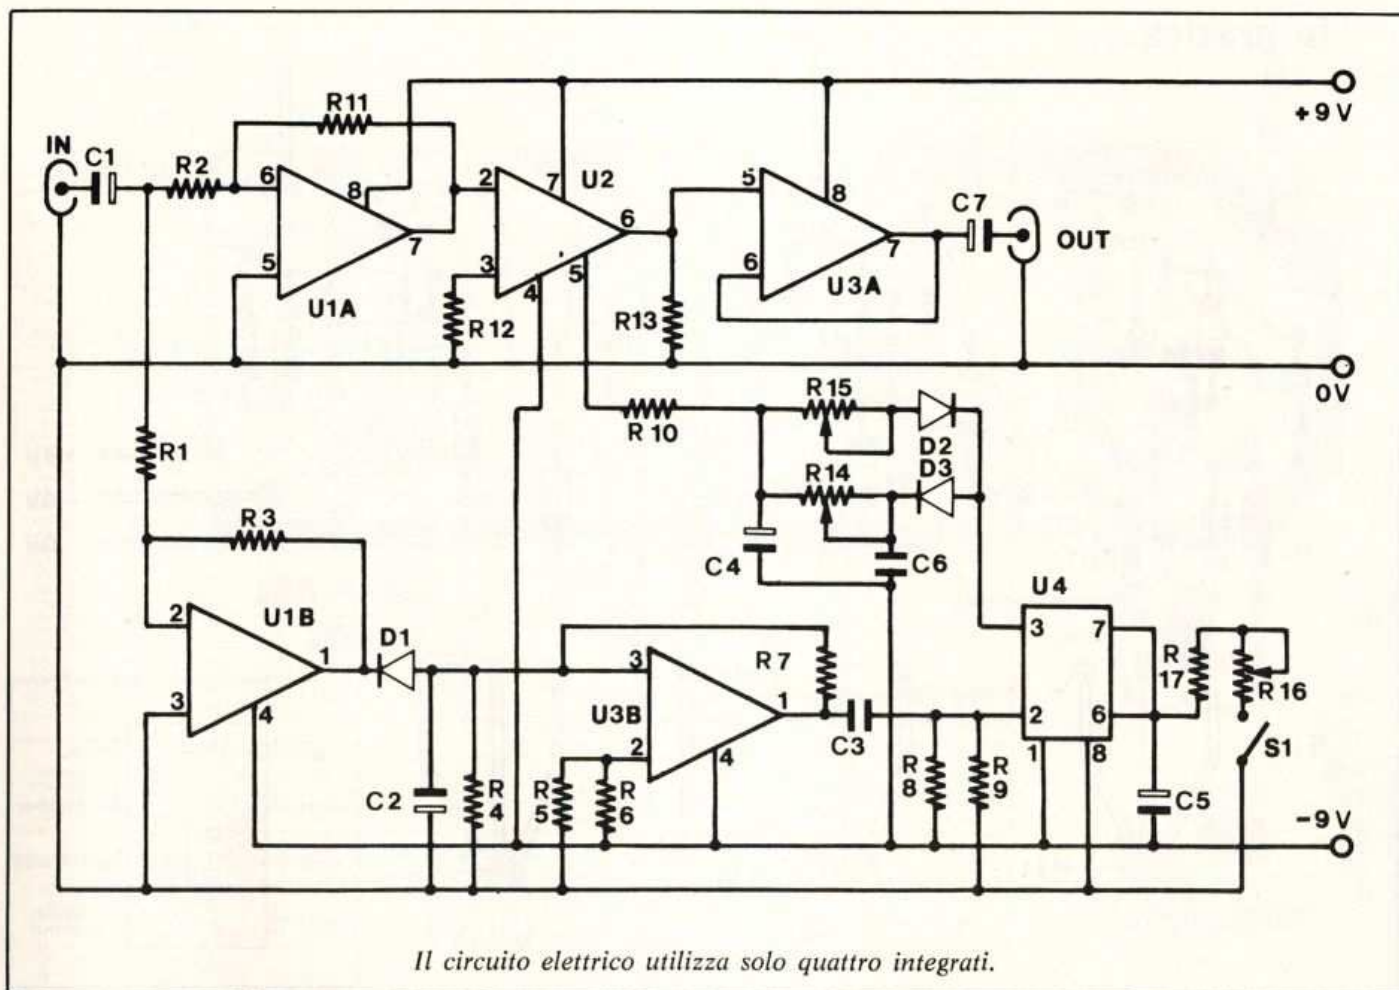 R11
+9 V
IN
C1
R2
6
8
7
5
U1A
2
7
U2
6
3
5
4
R12
R13
5
8
7
6
U3A
C7
OUT
0V
R1
R10
R15
D2
D3
R14
C4
C6
R3
U1B
2
1
3
4
D1
C2
R
4
R
5
R
6
3
U3B
1
2
4
R7
C3
R
8
R
9
U4
3
7
2
6
1
8
R
17
R16
S1
C5
-9 V
Il circuito elettrico utilizza solo quattro integrati.